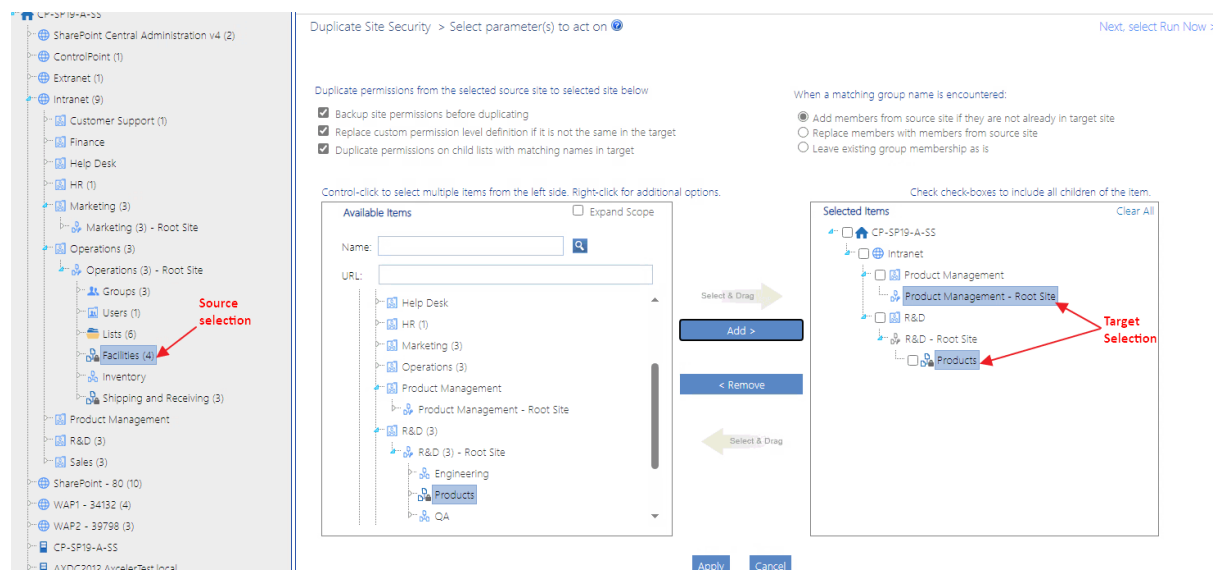 CP-SP19-A-SS
SharePoint Central Administration v4 (2)
ControlPoint (1)
Extranet (1)
Intranet (9)
Customer Support (1)
Finance
Help Desk
HR (1)
Marketing (3)
Marketing (3) - Root Site
Operations (3)
Operations (3) - Root Site
Groups (3)
Users (1)
Lists (6)
Facilities (4)
Inventory
Shipping and Receiving (3)
Product Management
R&D (3)
Sales (3)
SharePoint - 80 (10)
WAP1 - 34132 (4)
WAP2 - 39798 (3)
CP-SP19-A-SS
AXDC2012.AxcelerTest.local
Source
selection
Duplicate Site Security > Select parameter(s) to act on
Next, select Run Now >
Duplicate permissions from the selected source site to selected site below
Backup site permissions before duplicating
Replace custom permission level definition if it is not the same in the target
Duplicate permissions on child lists with matching names in target
When a matching group name is encountered:
Add members from source site if they are not already in target site
Replace members with members from source site
Leave existing group membership as is
Control-click to select multiple items from the left side. Right-click for additional options.
Check check-boxes to include all children of the item.
Available Items
Expand Scope
Name:
URL:
Help Desk
HR (1)
Marketing (3)
Operations (3)
Product Management
Product Management - Root Site
R&D (3)
R&D (3) - Root Site
Engineering
Products
QA
Select & Drag
Add >
< Remove
Select & Drag
Selected Items
Clear All
CP-SP19-A-SS
Intranet
Product Management
Product Management - Root Site
R&D
R&D - Root Site
Products
Target
Selection
Apply
Cancel